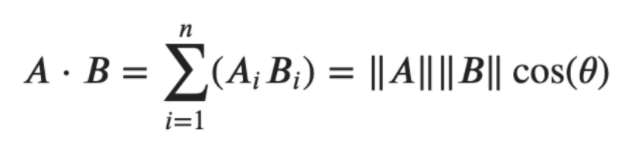 A · B = ∑_{i=1}^{n} (A_i B_i) = ‖A‖‖B‖ cos(θ)